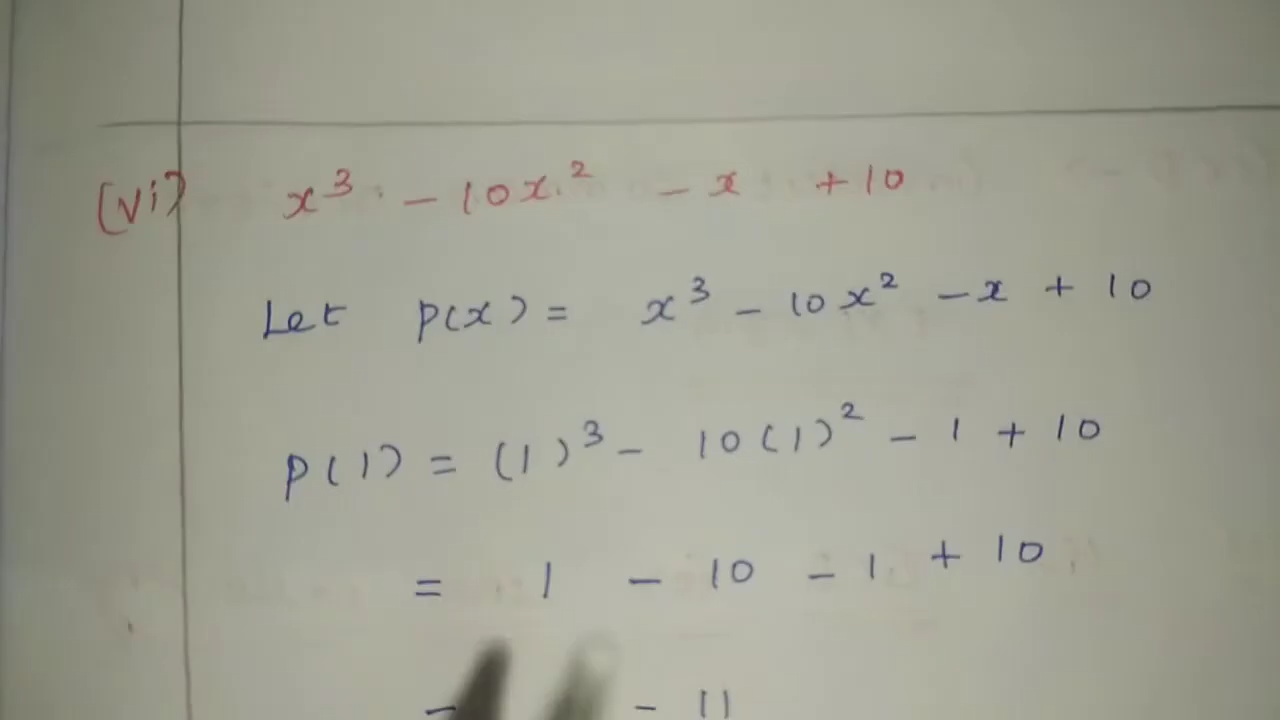 (vi) x³ - 10x² - x + 10
Let p(x) = x³ - 10x² - x + 10
p(1) = (1)³ - 10(1)² - 1 + 10
= 1 - 10 - 1 + 10
- 11